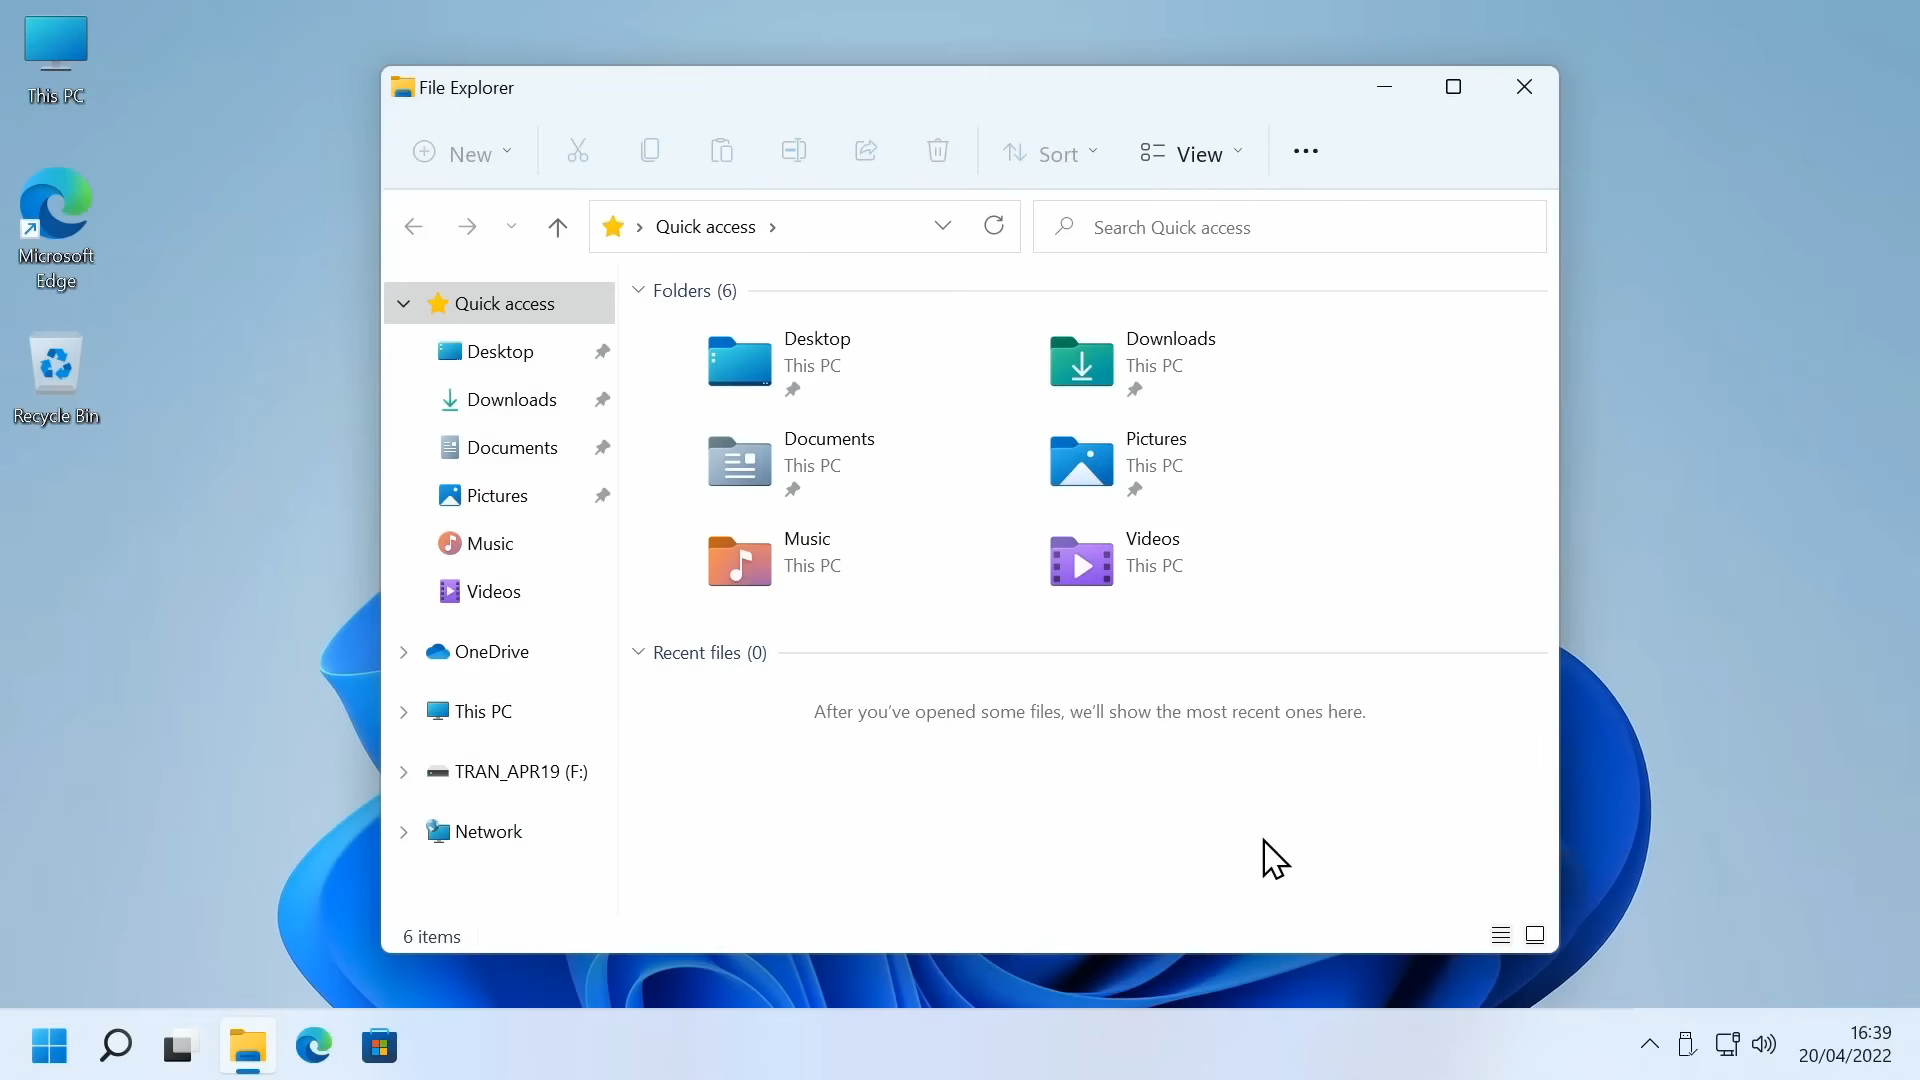 This PC
Microsoft
Edge
Recycle Bin
File Explorer
New
Sort
View
Quick access
Search Quick access
Quick access
Desktop
Downloads
Documents
Pictures
Music
Videos
OneDrive
This PC
TRAN_APR19 (F:)
Network
Folders (6)
Desktop
This PC
Downloads
This PC
Documents
This PC
Pictures
This PC
Music
This PC
Videos
This PC
Recent files (0)
After you've opened some files, we'll show the most recent ones here.
6 items
16:39
20/04/2022